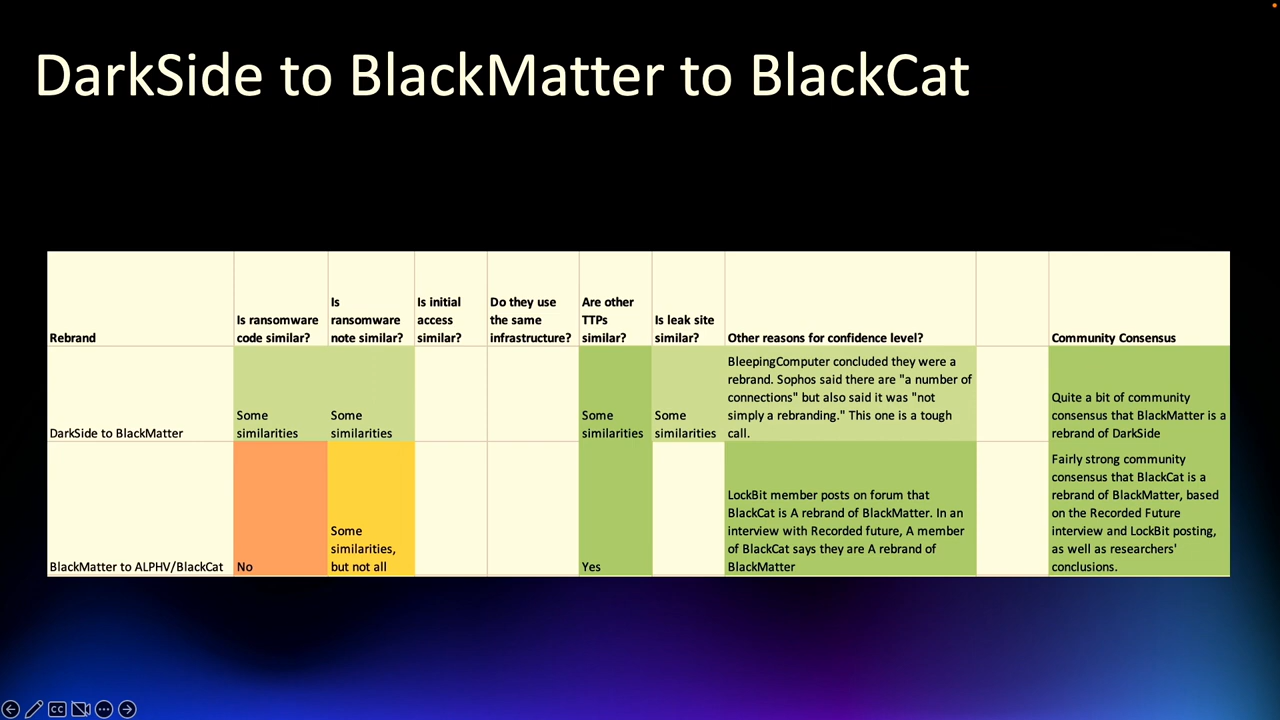 DarkSide to BlackMatter to BlackCat
Rebrand
Is ransomware
code similar?
Is
ransomware
note similar?
Is initial
access
similar?
Do they use
the same
infrastructure?
Are other
TTPs
similar?
Is leak site
similar?
Other reasons for confidence level?
Community Consensus
DarkSide to BlackMatter
Some
similarities
Some
similarities
Some
similarities
Some
similarities
BleepingComputer concluded they were a
rebrand. Sophos said there are "a number of
connections" but also said it was "not
simply a rebranding." This one is a tough
call.
Quite a bit of community
consensus that BlackMatter is a
rebrand of DarkSide
BlackMatter to ALPHV/BlackCat
No
Some
similarities,
but not all
Yes
LockBit member posts on forum that
BlackCat is A rebrand of BlackMatter. In an
interview with Recorded future, A member
of BlackCat says they are A rebrand of
BlackMatter
Fairly strong community
consensus that BlackCat is a
rebrand of BlackMatter, based
on the Recorded Future
interview and LockBit posting,
as well as researchers'
conclusions.
CC